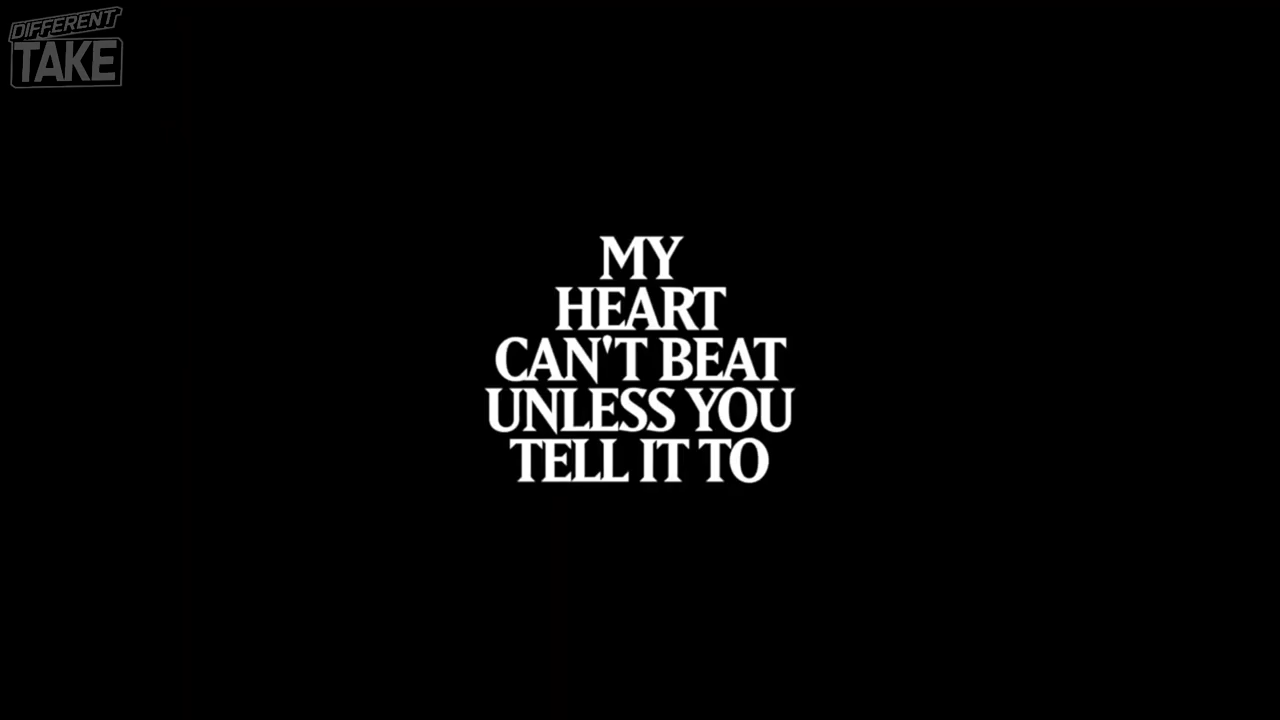 DIFFERENT
TAKE
MY
HEART
CAN'T BEAT
UNLESS YOU
TELL IT TO